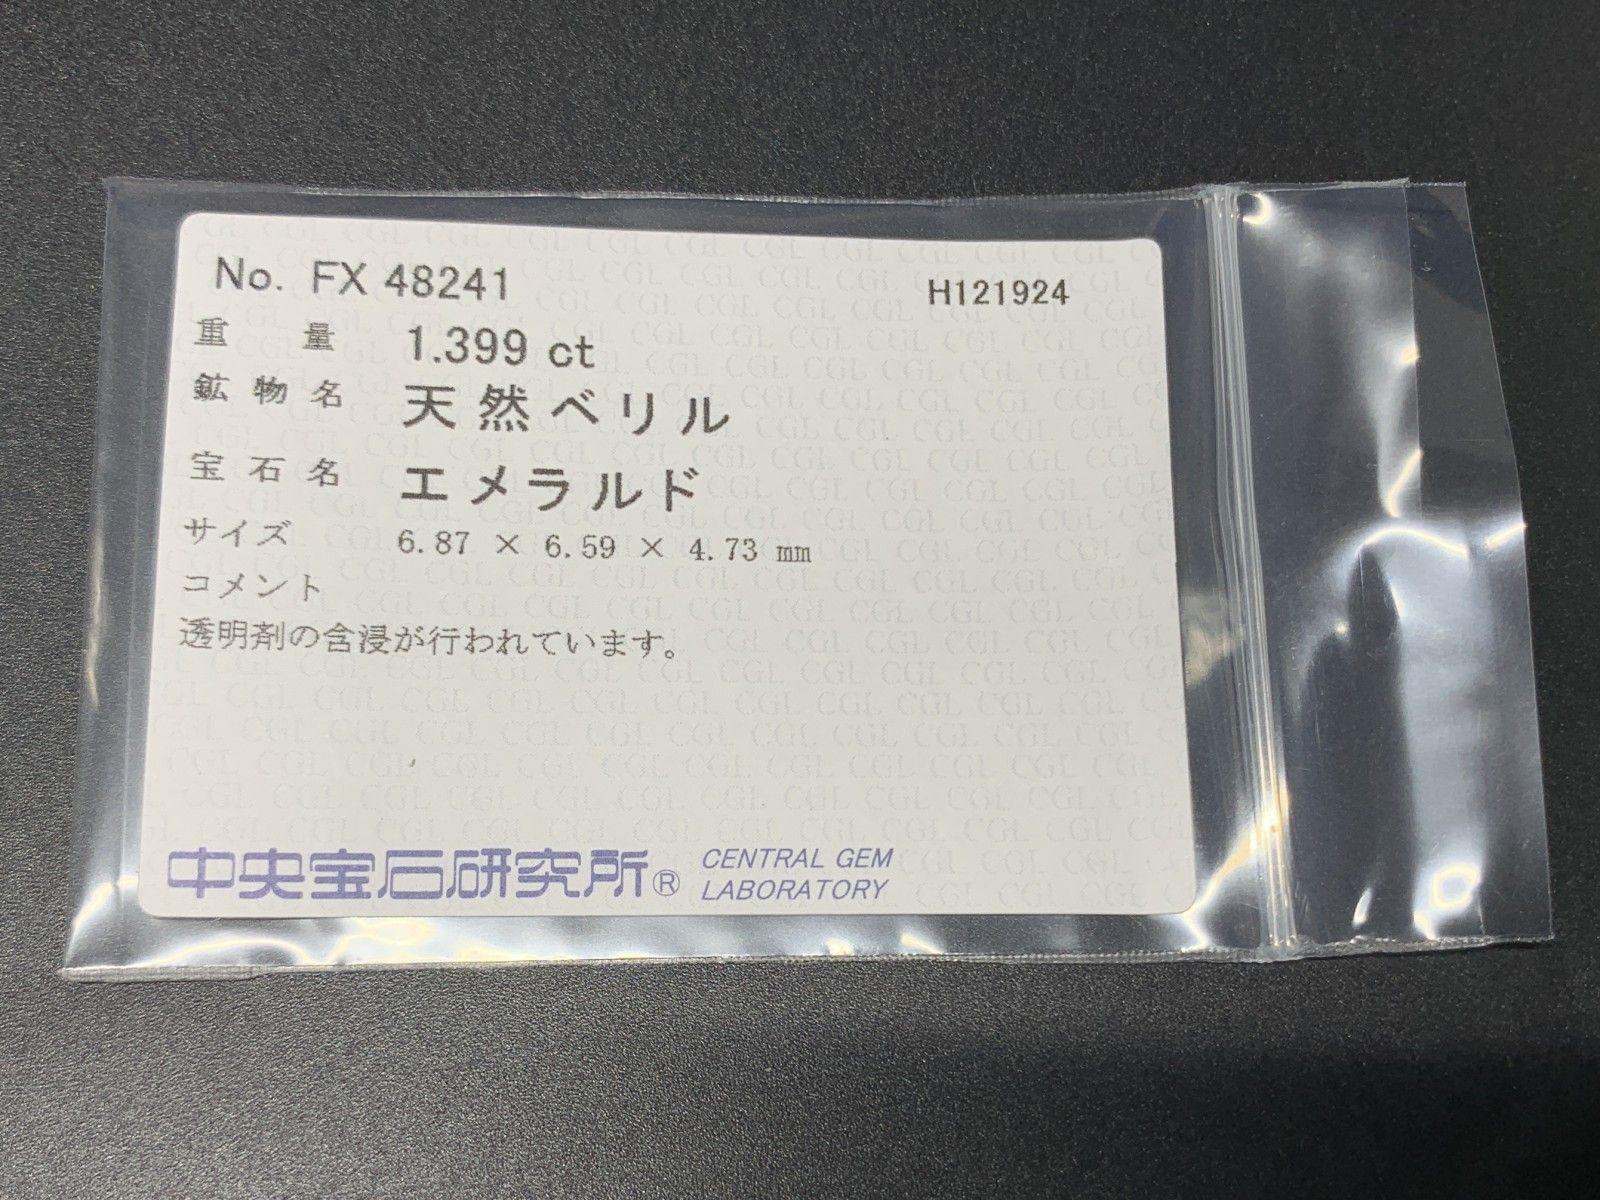 No. FX 48241 H121924
重量 1.399 ct
鉱物名 天然ベリル
宝石名 エメラルド
サイズ 6.87 × 6.59 × 4.73 mm
コメント
透明剤の含浸が行われています。
中央宝石研究所® CENTRAL GEM
LABORATORY